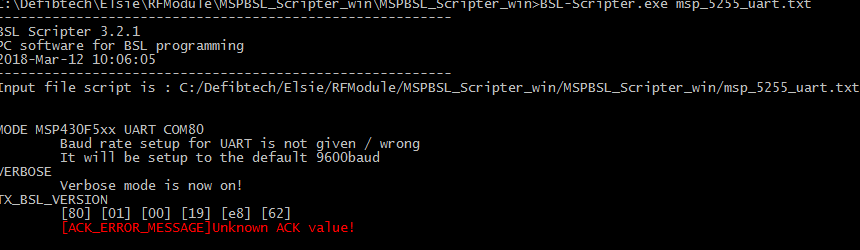 C:\Defibtech\Elsie\RFModule\MSPBSL_Scripter_win\MSPBSL_Scripter_win>BSL-Scripter.exe msp_5255_uart.txt
-----------------------------------------------------------
BSL Scripter 3.2.1
PC software for BSL programming
2018-Mar-12 10:06:05
-----------------------------------------------------------
Input file script is : C:/Defibtech/Elsie/RFModule/MSPBSL_Scripter_win/MSPBSL_Scripter_win/msp_5255_uart.txt
MODE MSP430F5xx UART COM80
Baud rate setup for UART is not given / wrong
It will be setup to the default 9600baud
VERBOSE
Verbose mode is now on!
TX_BSL_VERSION
[80] [01] [00] [19] [e8] [62]
[ACK_ERROR_MESSAGE]Unknown ACK value!